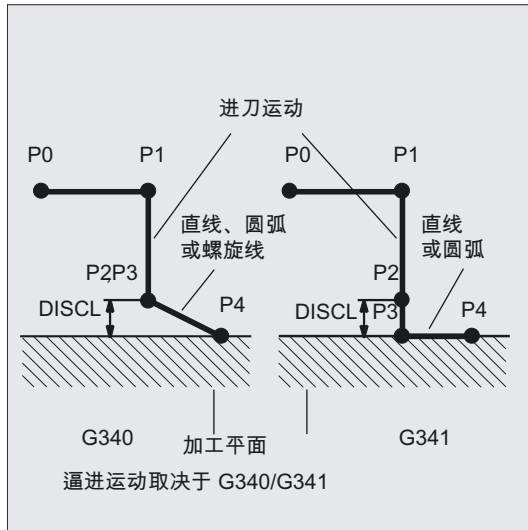 进刀运动
P0
P1
P0
P1
直线、圆弧
或螺旋线
直线
或圆弧
P2,P3
P4
DISCL
P2
DISCL
P3
P4
G340
加工平面
G341
逼进运动取决于 G340/G341